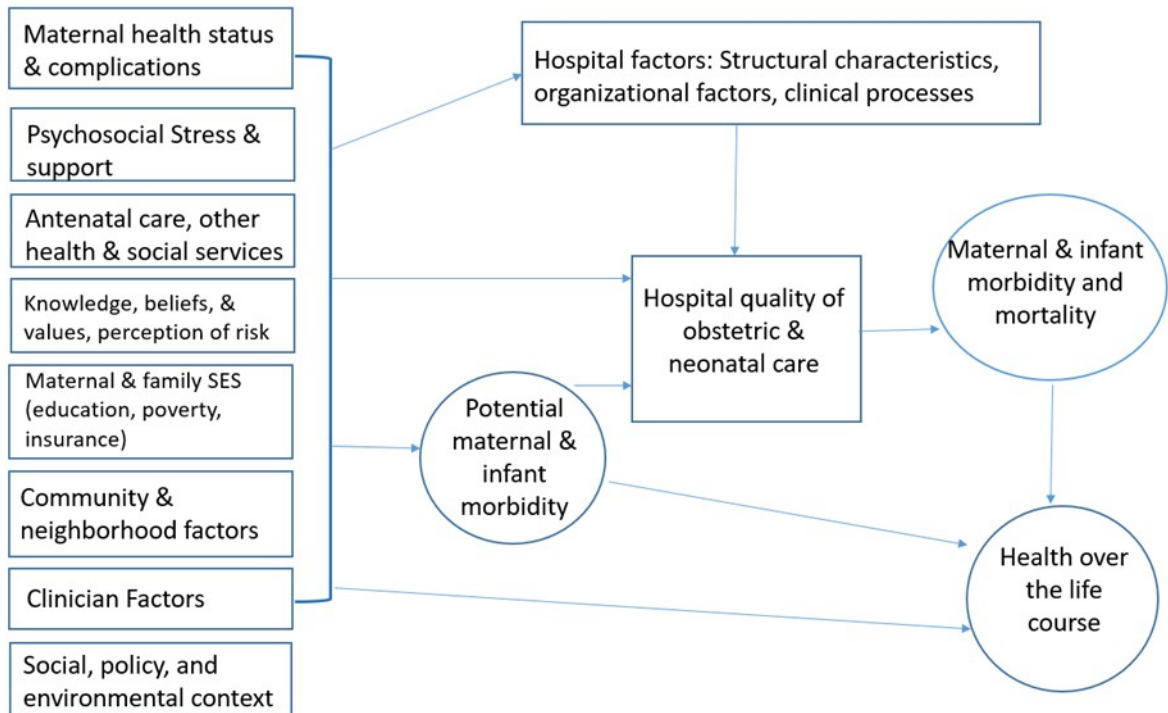 Maternal health status
& complications
Psychosocial Stress &
support
Antenatal care, other
health & social services
Knowledge, beliefs, &
values, perception of risk
Maternal & family SES
(education, poverty,
insurance)
Community &
neighborhood factors
Clinician Factors
Social, policy, and
environmental context
Hospital factors: Structural characteristics,
organizational factors, clinical processes
Potential
maternal &
infant
morbidity
Hospital quality of
obstetric &
neonatal care
Maternal & infant
morbidity and
mortality
Health over
the life
course